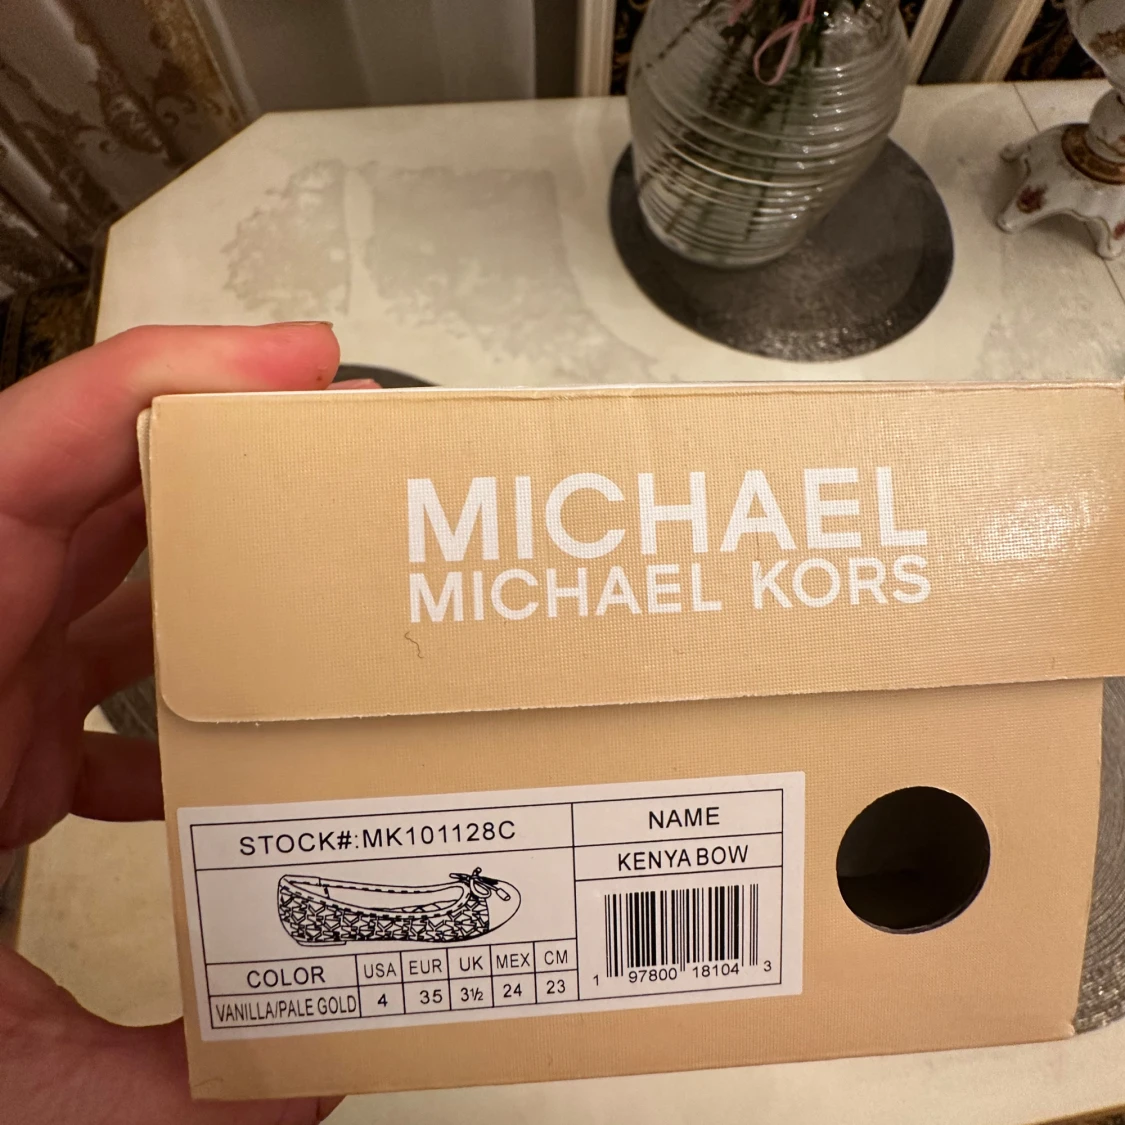 MICHAEL
MICHAEL KORS
STOCK#:MK101128C
NAME
KENYA BOW
COLOR USA EUR UK MEX CM
VANILLA/PALE GOLD 4 35 3½ 24 23
1 97800 18104 3